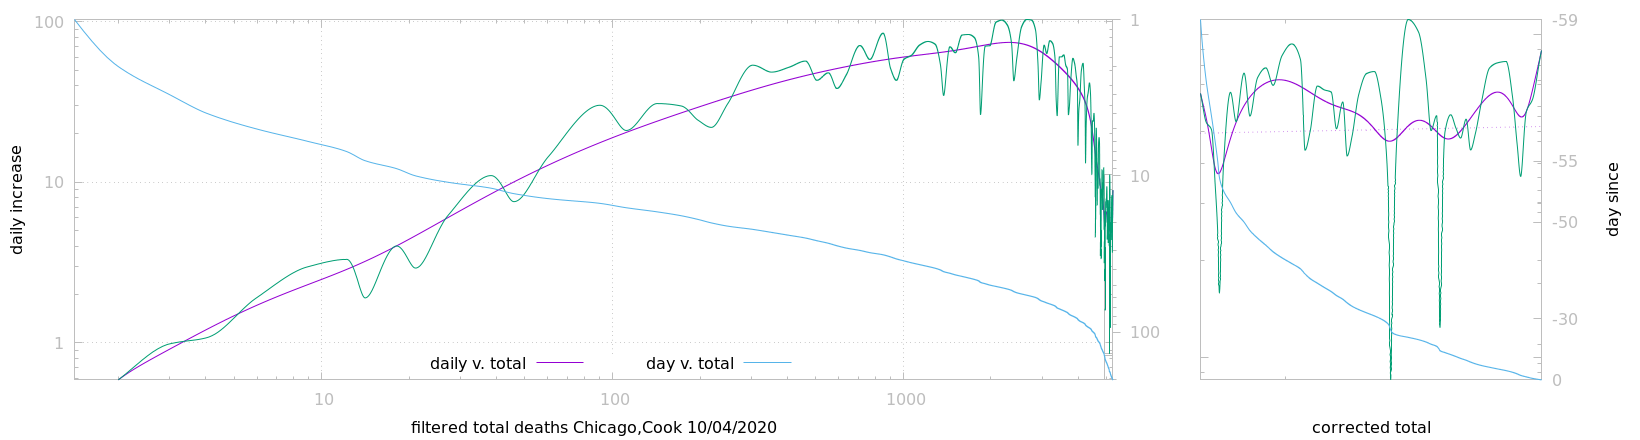 100
10
1
daily increase
10
100
1000
1
10
100
daily v. total
day v. total
filtered total deaths Chicago,Cook 10/04/2020
-59
-55
-50
-30
0
day since
corrected total